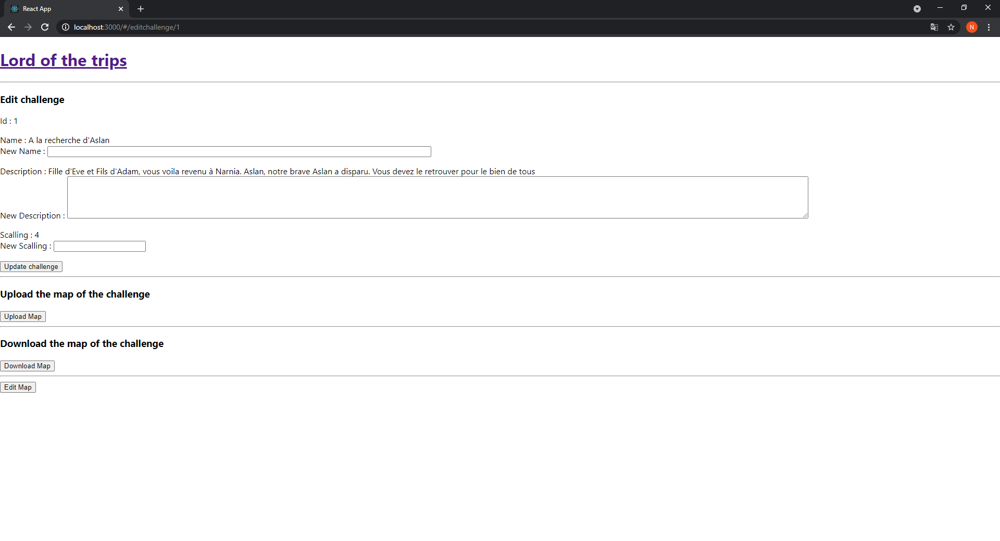 React App
localhost:3000/#/editchallenge/1
N
Lord of the trips
Edit challenge
Id : 1
Name : A la recherche d'Aslan
New Name :
Description : Fille d'Eve et Fils d'Adam, vous voila revenu à Narnia. Aslan, notre brave Aslan a disparu. Vous devez le retrouver pour le bien de tous
New Description :
Scalling : 4
New Scalling :
Update challenge
Upload the map of the challenge
Upload Map
Download the map of the challenge
Download Map
Edit Map